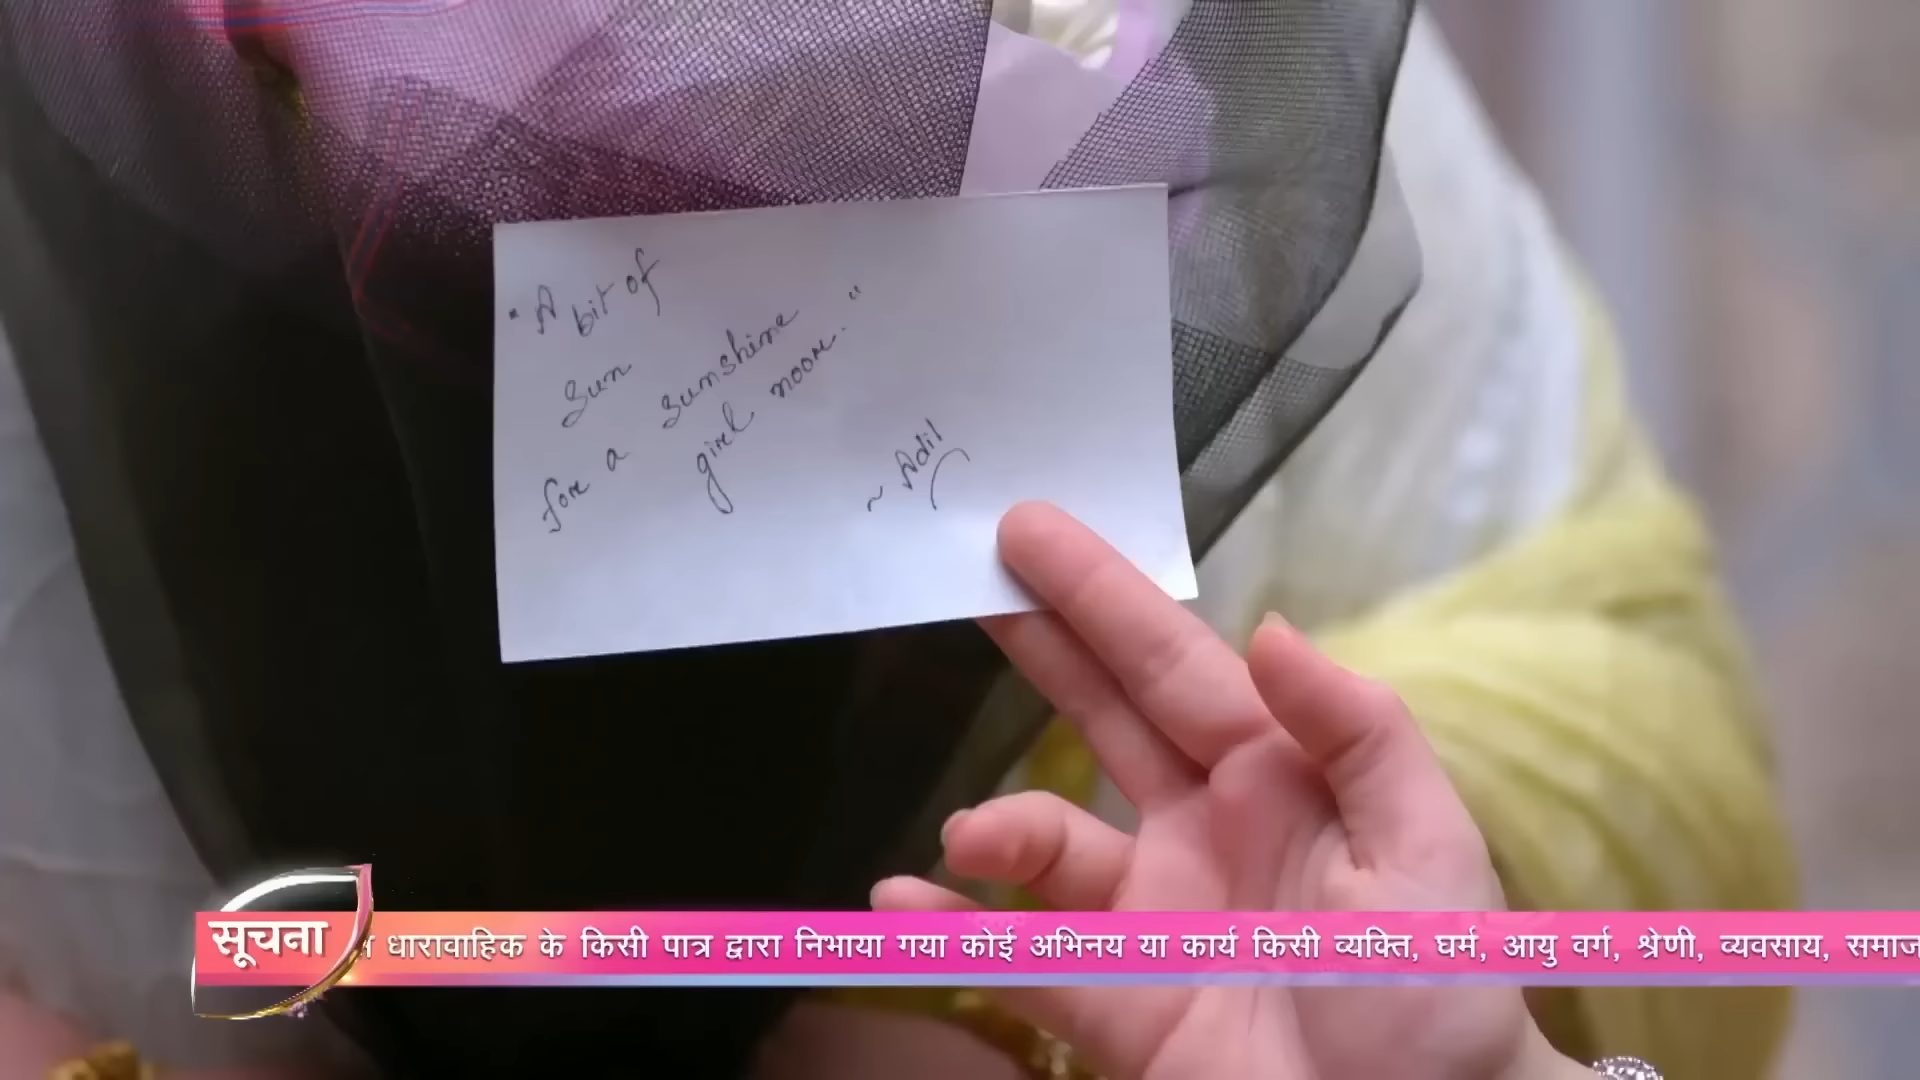 "A bit of
Sun
for a sunshine
girl noor."
~ Adil
सूचना
धारावाहिक के किसी पात्र द्वारा निभाया गया कोई अभिनय या कार्य किसी व्यक्ति, धर्म, आयु वर्ग, श्रेणी, व्यवसाय, समाज